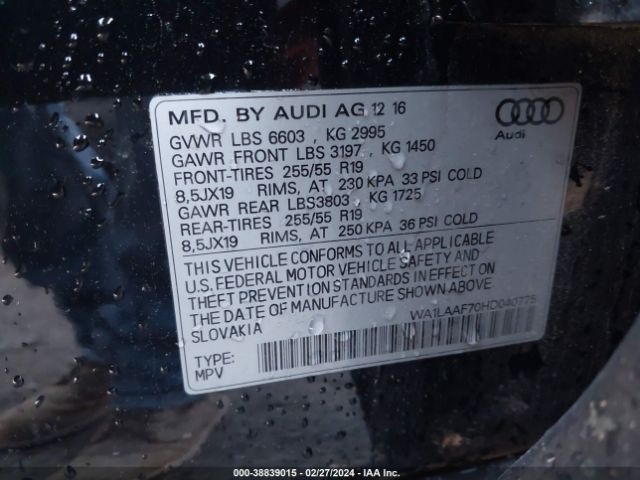 MFD. BY AUDI AG 12 16
Audi
GVWR LBS 6603 , KG 2995
GAWR FRONT LBS 3197 , KG 1450
FRONT-TIRES 255/55 R19
8,5JX19 RIMS, AT 230 KPA 33 PSI COLD
GAWR REAR LBS3803 , KG 1725
REAR-TIRES 255/55 R19
8,5JX19 RIMS, AT 250 KPA 36 PSI COLD
THIS VEHICLE CONFORMS TO ALL APPLICABLE
U.S. FEDERAL MOTOR VEHICLE SAFETY AND
THEFT PREVENTION STANDARDS IN EFFECT ON
THE DATE OF MANUFACTURE SHOWN ABOVE.
SLOVAKIA
WA1LAAF70HD040775
TYPE:
MPV
000-38839015 — 02/27/2024 — IAA Inc.